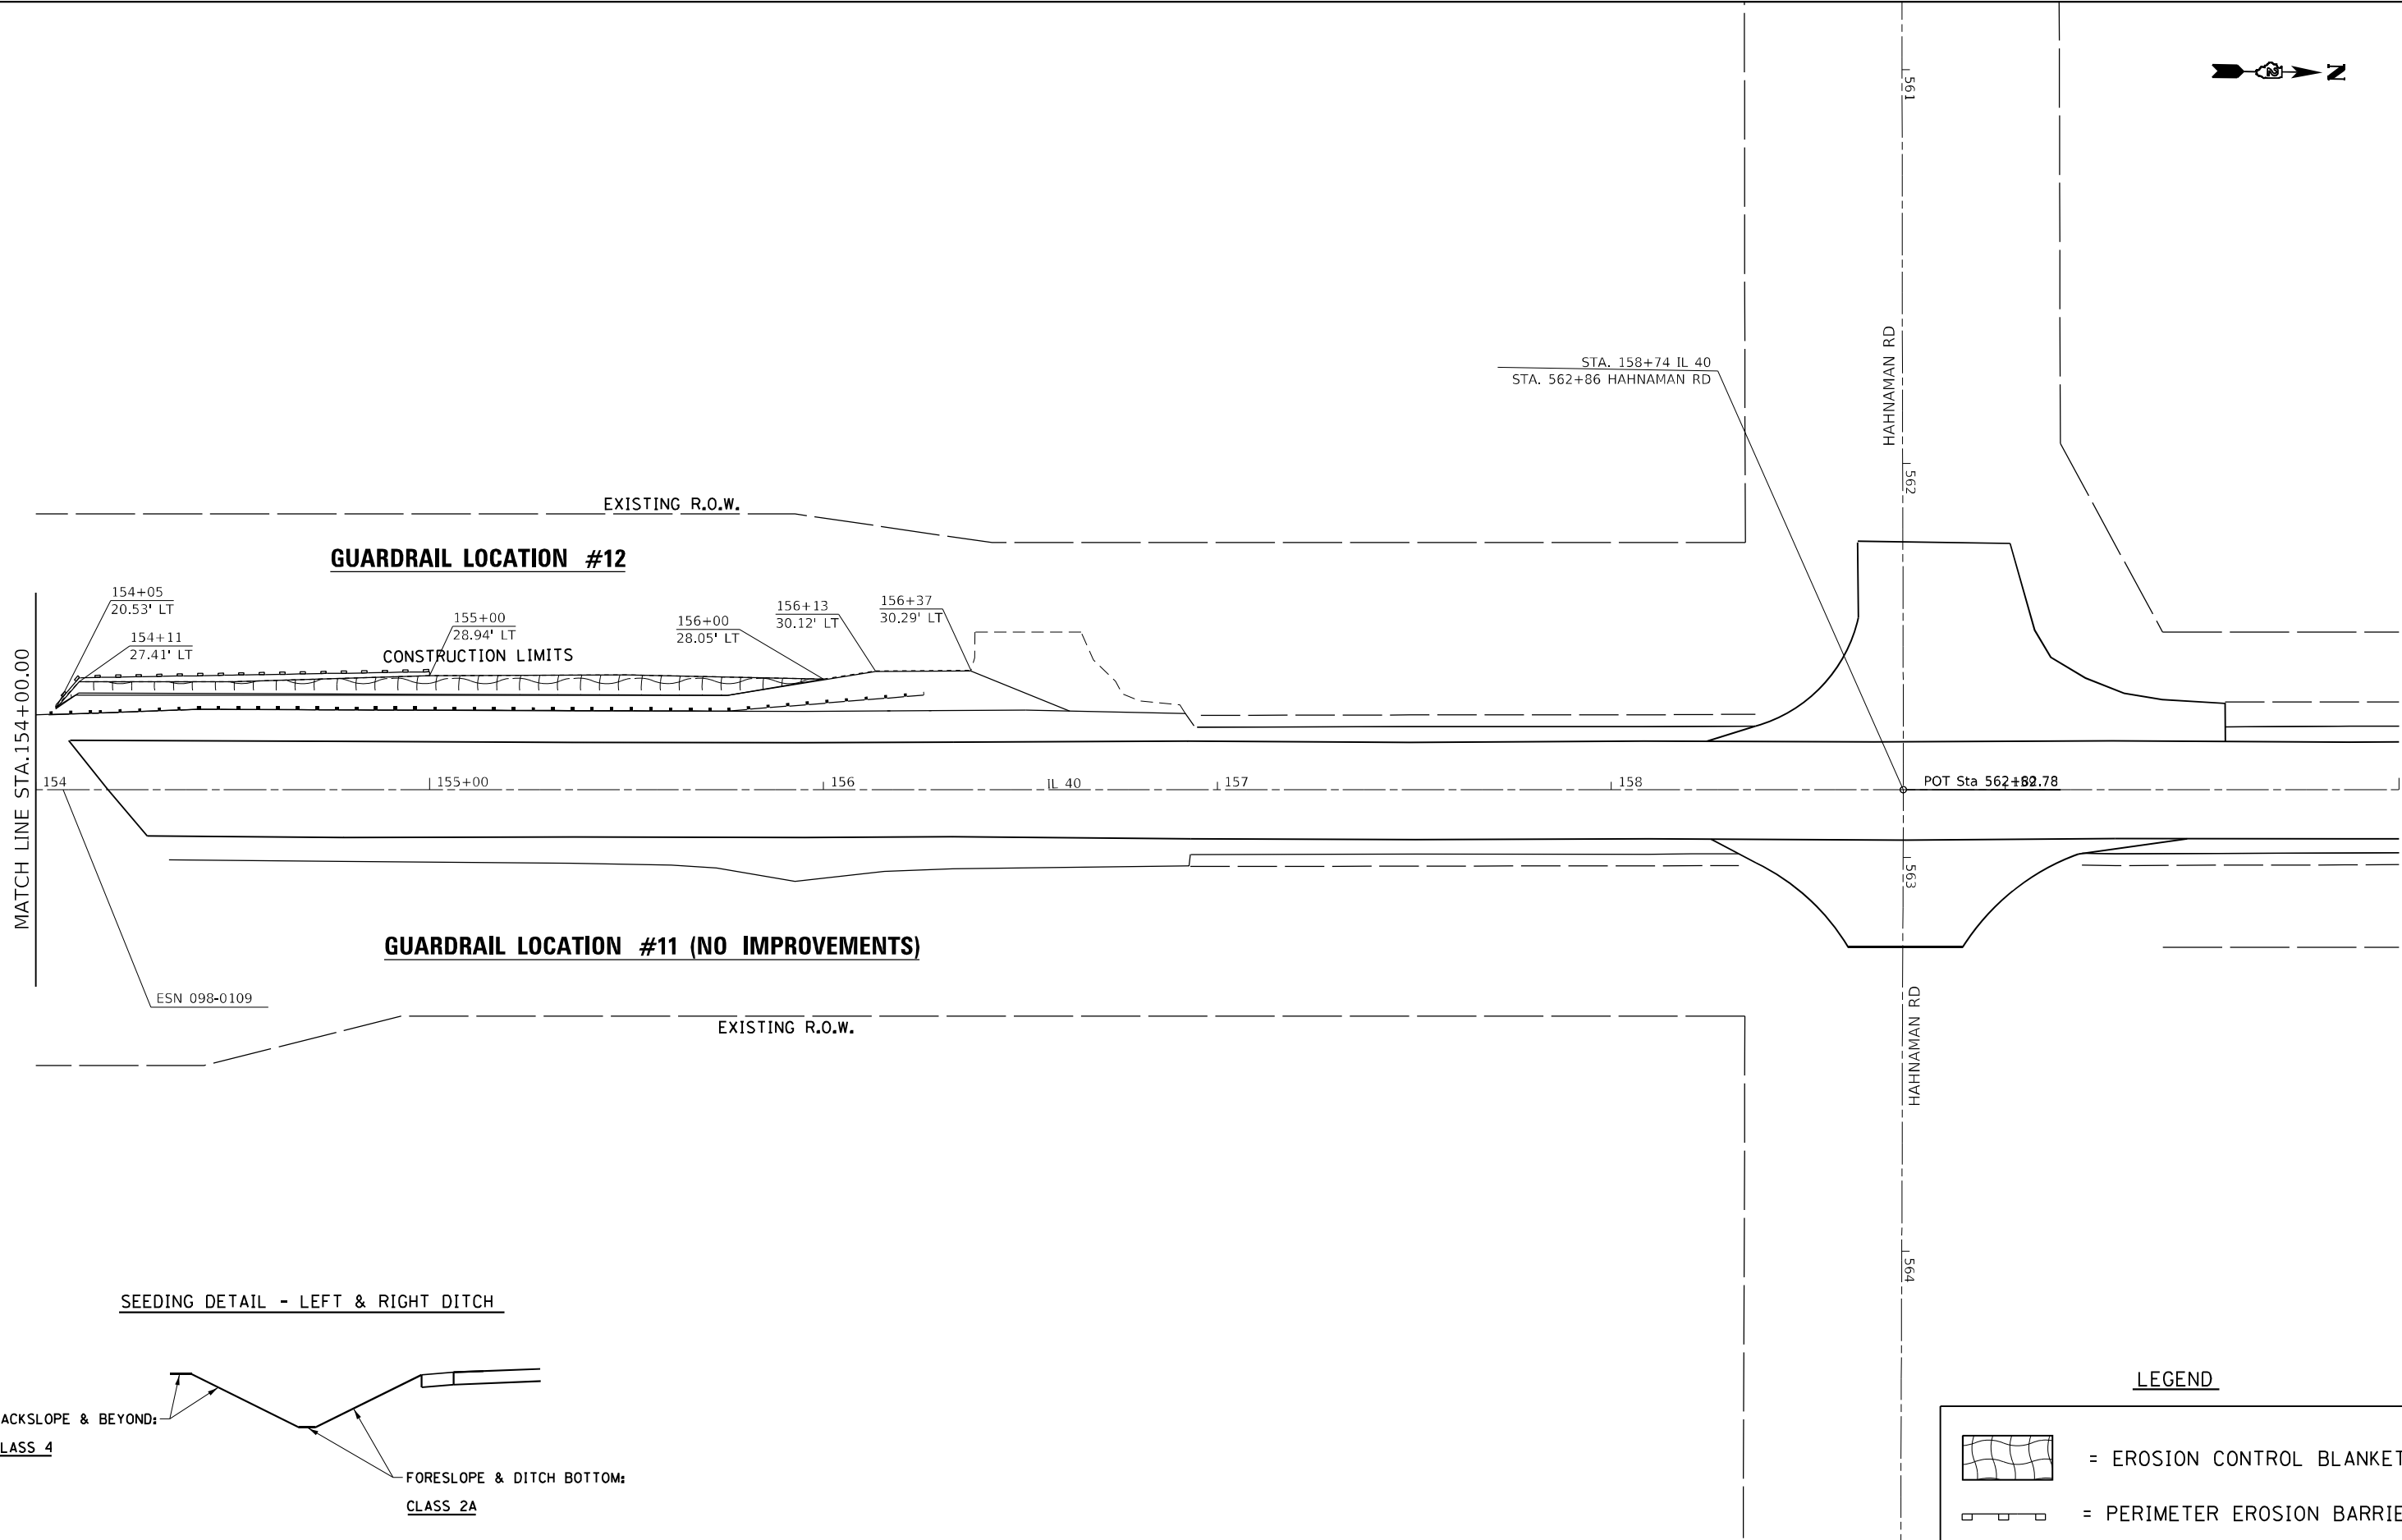 N
561
HAHNAMAN RD
STA. 158+74 IL 40
STA. 562+86 HAHNAMAN RD
562
EXISTING R.O.W.
GUARDRAIL LOCATION #12
154+05
20.53' LT
154+11
27.41' LT
155+00
28.94' LT
CONSTRUCTION LIMITS
156+00
28.05' LT
156+13
30.12' LT
156+37
30.29' LT
MATCH LINE STA.154+00.00
154
155+00
156
IL 40
157
158
POT Sta
563
GUARDRAIL LOCATION #11 (NO IMPROVEMENTS)
ESN 098-0109
EXISTING R.O.W.
HAHNAMAN RD
564
SEEDING DETAIL - LEFT & RIGHT DITCH
ACKSLOPE & BEYOND:
LASS 4
FORESLOPE & DITCH BOTTOM:
CLASS 2A
LEGEND
= EROSION CONTROL BLANKET
= PERIMETER EROSION BARRIE